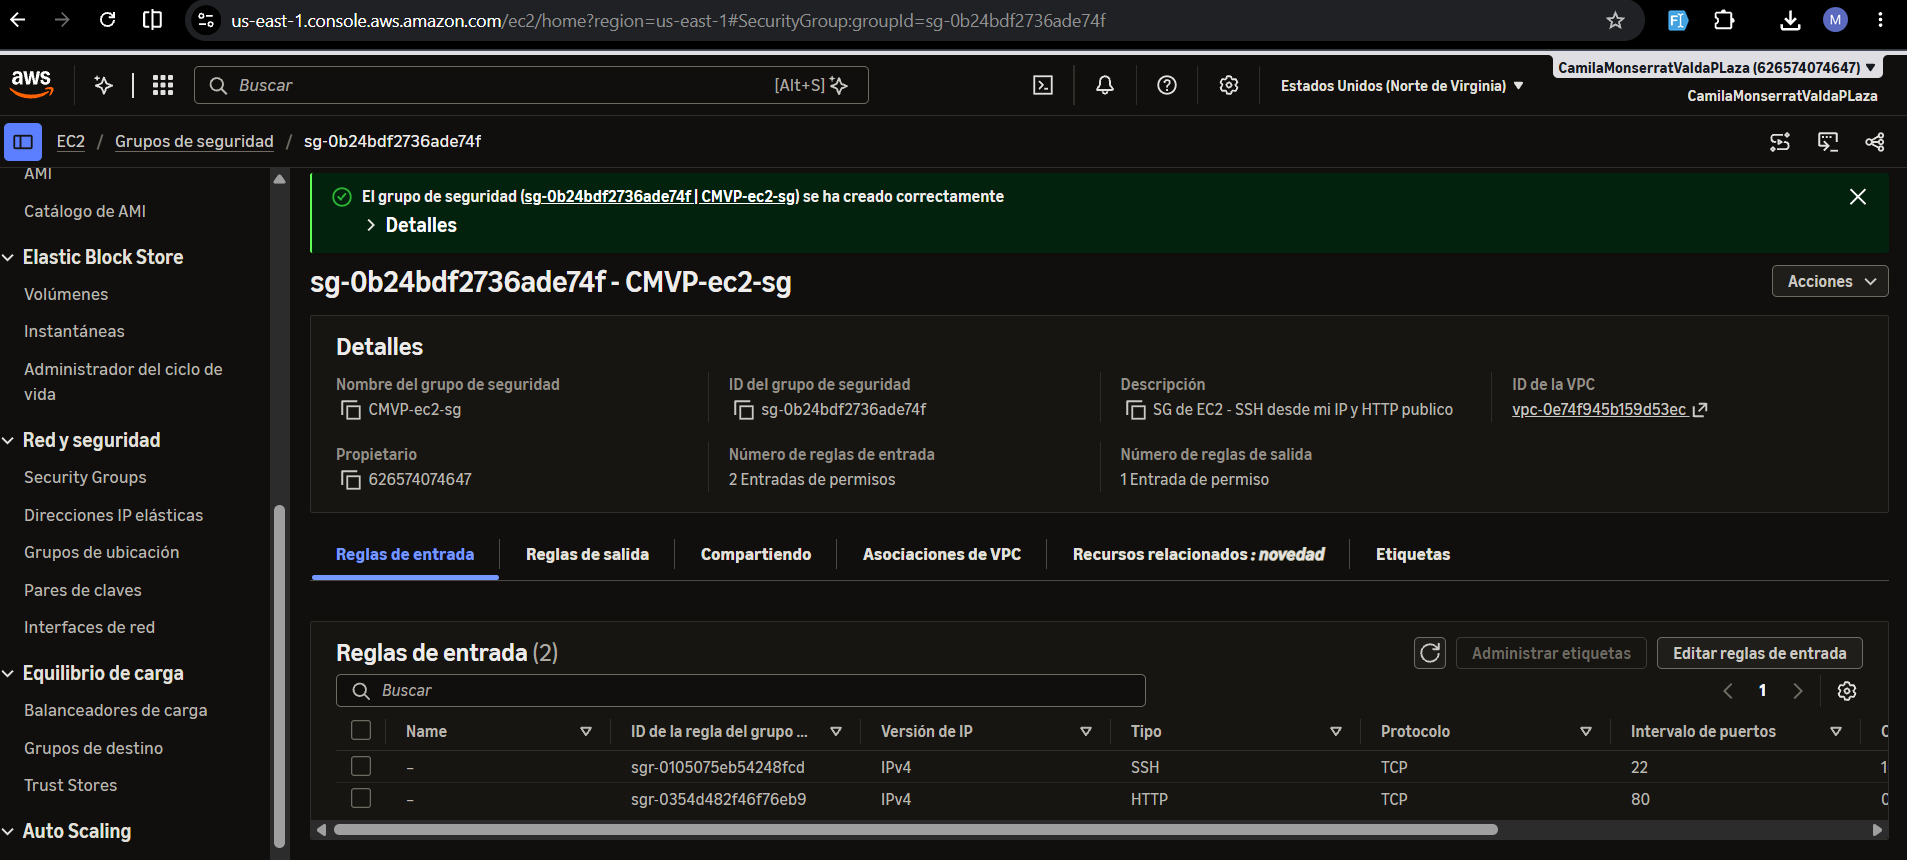 us-east-1.console.aws.amazon.com/ec2/home?region=us-east-1#SecurityGroup:groupId=sg-0b24bdf2736ade74f
M
aws
Buscar
[Alt+S]
Estados Unidos (Norte de Virginia)
CamilaMonserratValdaPLaza (626574074647)
CamilaMonserratValdaPLaza
EC2 / Grupos de seguridad / sg-0b24bdf2736ade74f
AMI
Catálogo de AMI
Elastic Block Store
Volúmenes
Instantáneas
Administrador del ciclo de
vida
Red y seguridad
Security Groups
Direcciones IP elásticas
Grupos de ubicación
Pares de claves
Interfaces de red
Equilibrio de carga
Balanceadores de carga
Grupos de destino
Trust Stores
Auto Scaling
El grupo de seguridad (sg-0b24bdf2736ade74f | CMVP-ec2-sg) se ha creado correctamente
Detalles
sg-0b24bdf2736ade74f - CMVP-ec2-sg
Acciones
Detalles
Nombre del grupo de seguridad
CMVP-ec2-sg
ID del grupo de seguridad
sg-0b24bdf2736ade74f
Descripción
SG de EC2 - SSH desde mi IP y HTTP publico
ID de la VPC
vpc-0e74f945b159d53ec
Propietario
626574074647
Número de reglas de entrada
2 Entradas de permisos
Número de reglas de salida
1 Entrada de permiso
Reglas de entrada
Reglas de salida
Compartiendo
Asociaciones de VPC
Recursos relacionados : novedad
Etiquetas
Reglas de entrada (2)
Administrar etiquetas
Editar reglas de entrada
Buscar
1
Name
ID de la regla del grupo ...
Versión de IP
Tipo
Protocolo
Intervalo de puertos
– sgr-0105075eb54248fcd IPv4 SSH TCP 22
– sgr-0354d482f46f76eb9 IPv4 HTTP TCP 80